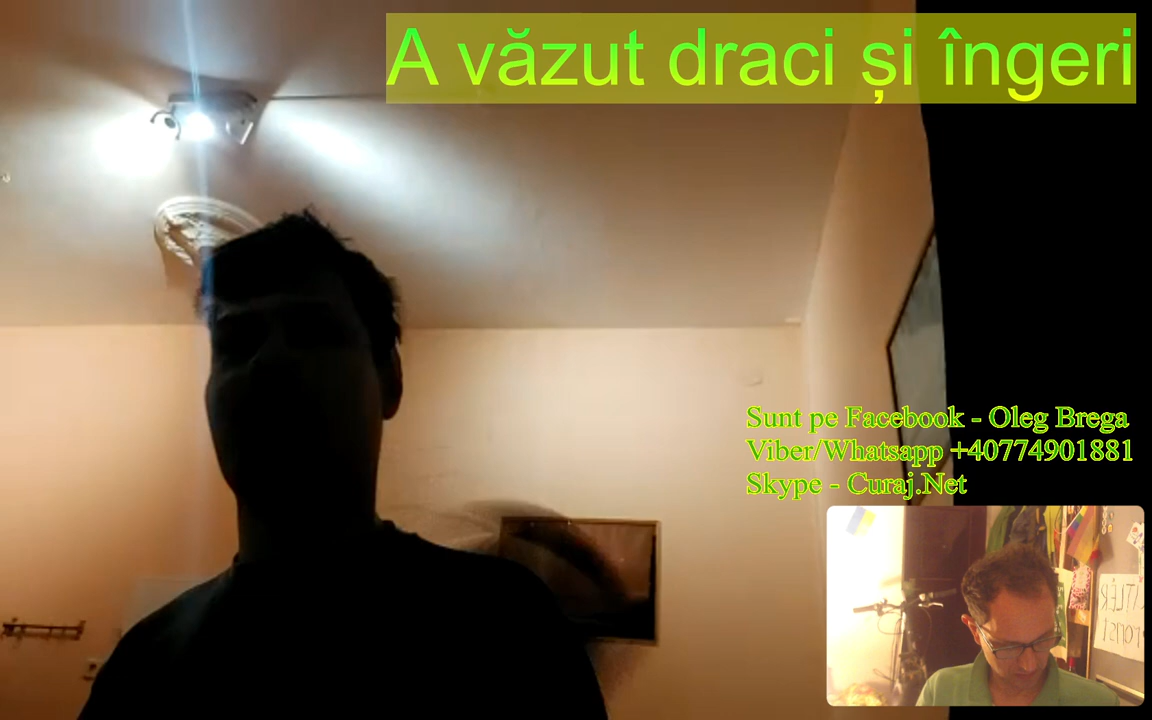 A văzut draci și îngeri
Sunt pe Facebook - Oleg Brega
Viber/Whatsapp +40774901881
Skype - Curaj.Net